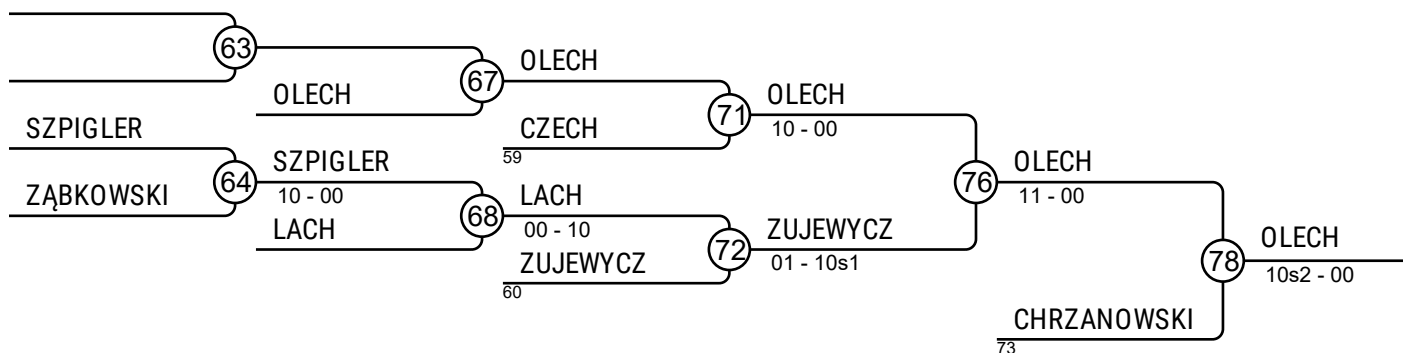 63
OLECH
67
OLECH
SZPIGLER
ZĄBKOWSKI
64
SZPIGLER
10 - 00
LACH
68
CZECH
59
71
OLECH
10 - 00
LACH
00 - 10
ZUJEWYCZ
60
72
ZUJEWYCZ
01 - 10s1
76
OLECH
11 - 00
CHRZANOWSKI
73
78
OLECH
10s2 - 00